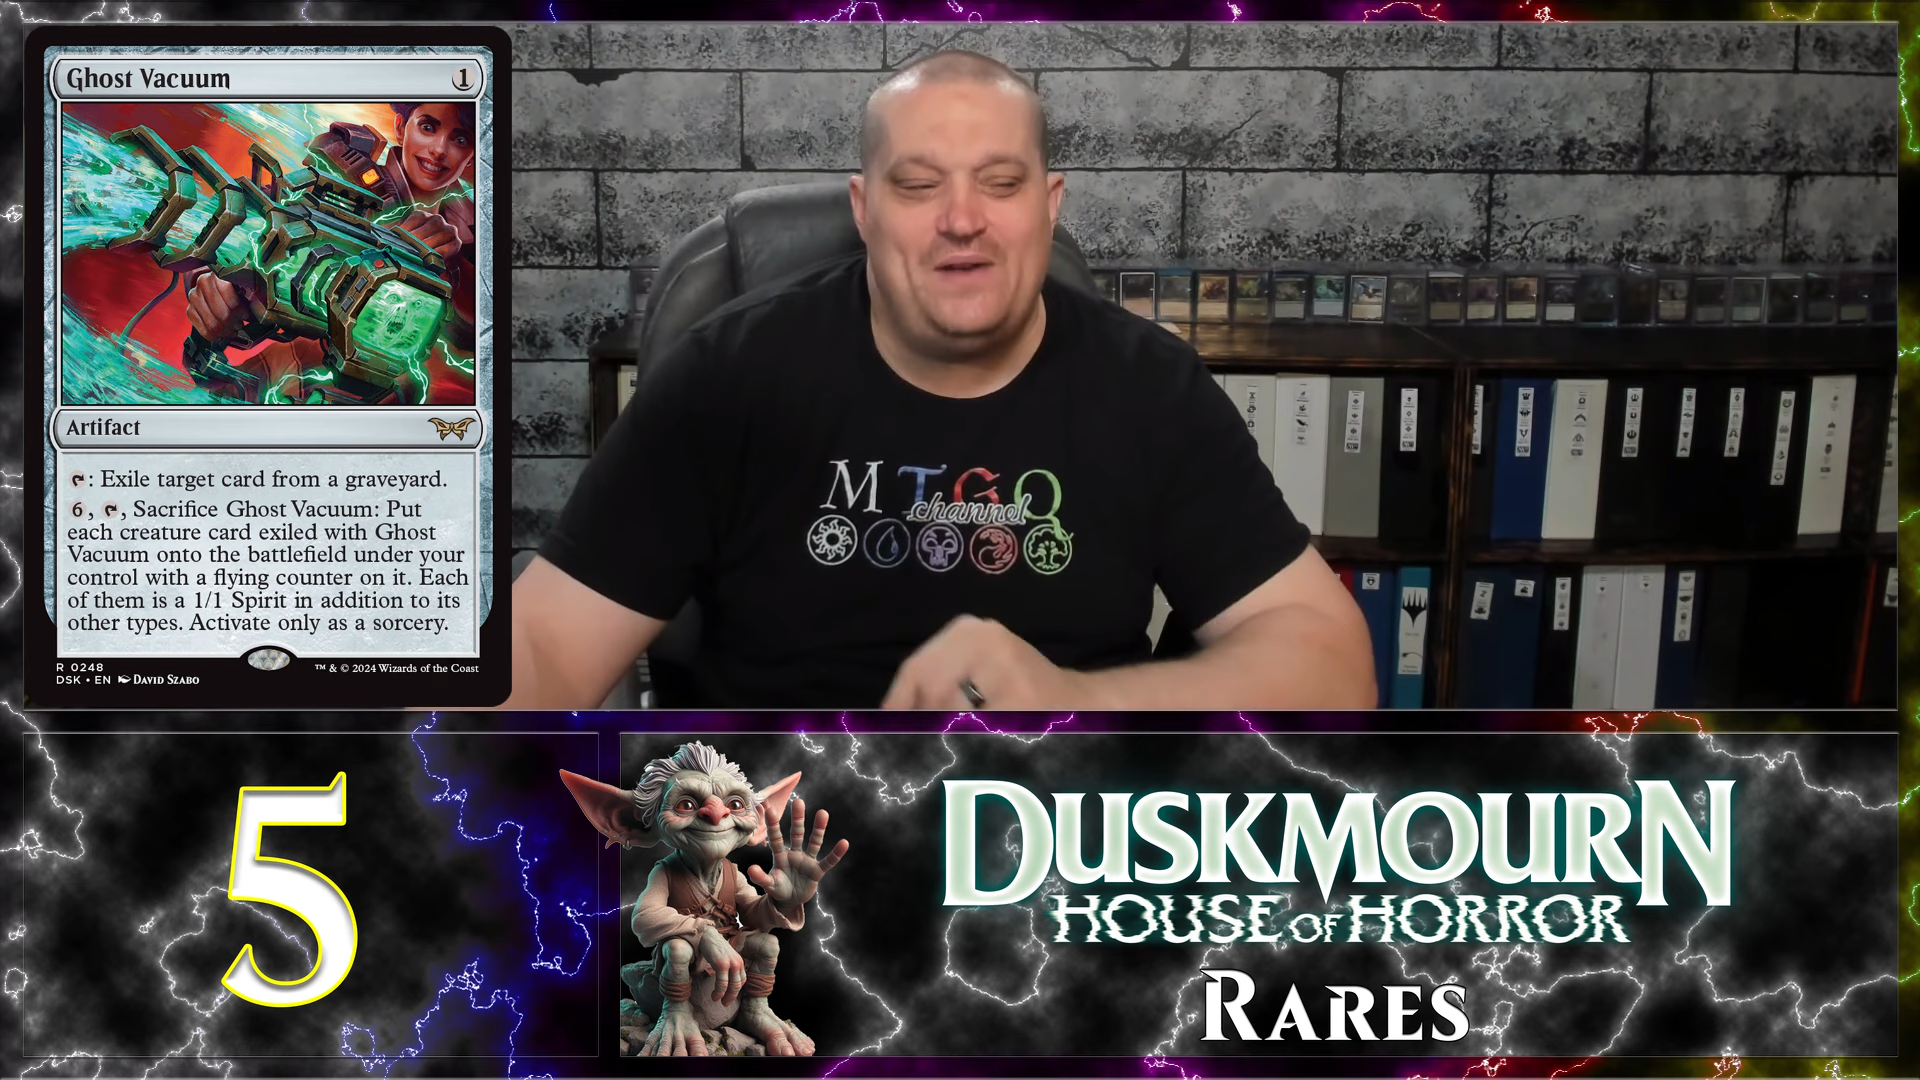 Ghost Vacuum
1
Artifact
: Exile target card from a graveyard.
6, , Sacrifice Ghost Vacuum: Put
each creature card exiled with Ghost
Vacuum onto the battlefield under your
control with a flying counter on it. Each
of them is a 1/1 Spirit in addition to its
other types. Activate only as a sorcery.
R 0248
DSK • EN DAVID SZABO
™ & © 2024 Wizards of the Coast
MTGO
channel
5
DUSKMOURN
HOUSE OF HORROR
RARES